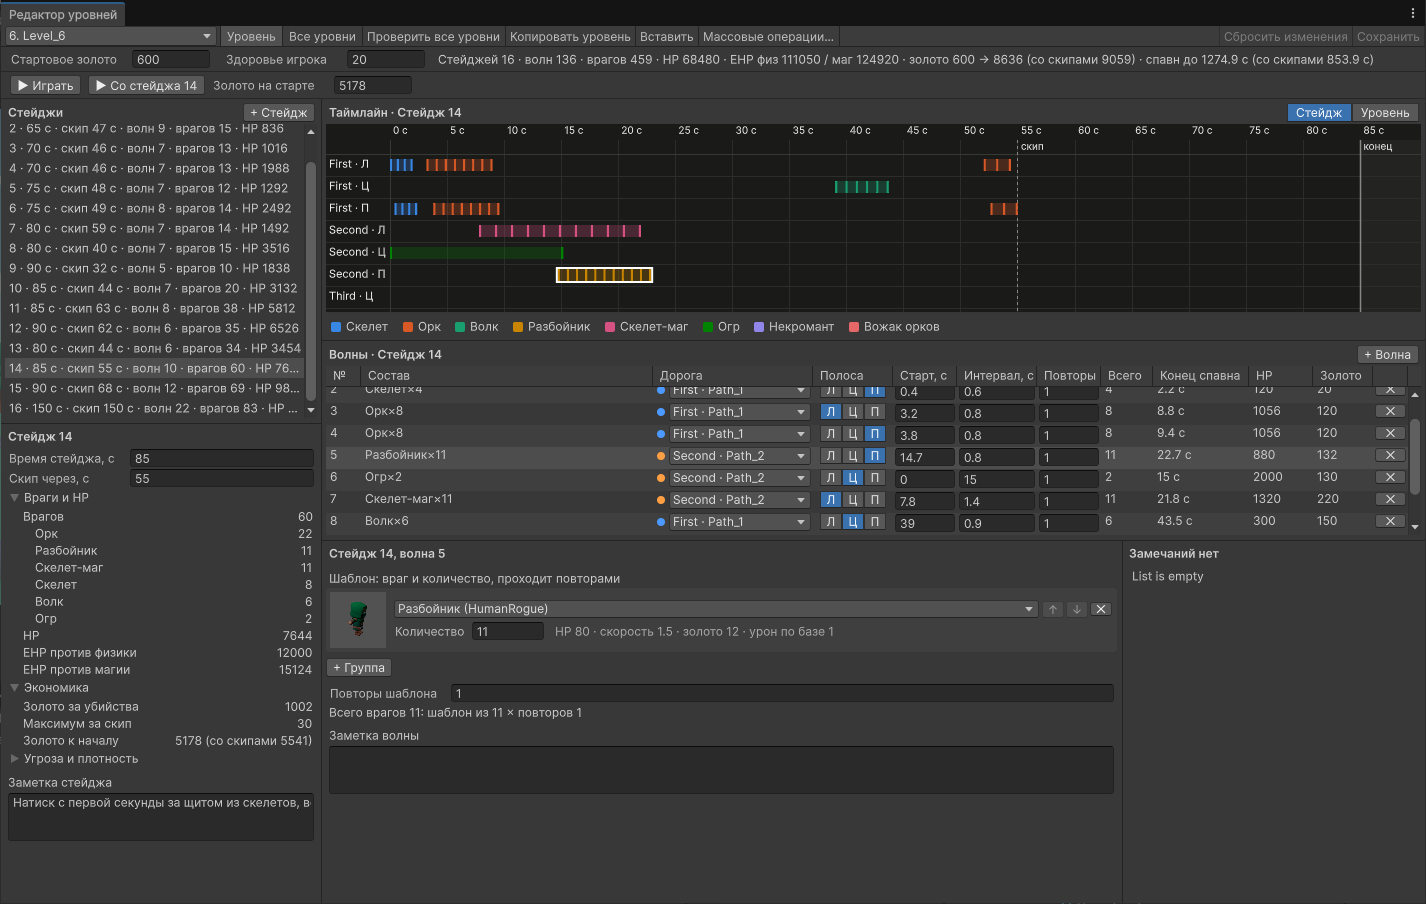 Редактор уровней
6. Level_6
Уровень Все уровни Проверить все уровни Копировать уровень Вставить Массовые операции... Сбросить изменения Сохранить
Стартовое золото 600 Здоровье игрока 20 Стейджей 16 · волн 136 · врагов 459 · HP 68480 · EHP физ 111050 / маг 124920 · золото 600 → 8636 (со скипами 9059) · спавн до 1274.9 с (со скипами 853.9 с)
Играть Со стейджа 14 Золото на старте 5178
Стейджи + Стейдж
2 · 65 с · скип 47 с · волн 9 · врагов 15 · HP 836
3 · 70 с · скип 46 с · волн 7 · врагов 13 · HP 1016
4 · 70 с · скип 46 с · волн 7 · врагов 13 · HP 1988
5 · 75 с · скип 48 с · волн 7 · врагов 12 · HP 1292
6 · 75 с · скип 49 с · волн 8 · врагов 14 · HP 2492
7 · 80 с · скип 59 с · волн 7 · врагов 14 · HP 1492
8 · 80 с · скип 40 с · волн 7 · врагов 15 · HP 3516
9 · 90 с · скип 32 с · волн 5 · врагов 10 · HP 1838
10 · 85 с · скип 44 с · волн 7 · врагов 20 · HP 3132
11 · 85 с · скип 63 с · волн 8 · врагов 38 · HP 5812
12 · 90 с · скип 62 с · волн 6 · врагов 35 · HP 6526
13 · 80 с · скип 44 с · волн 6 · врагов 34 · HP 3454
14 · 85 с · скип 55 с · волн 10 · врагов 60 · HP 76...
15 · 90 с · скип 68 с · волн 12 · врагов 69 · HP 98...
16 · 150 с · скип 150 с · волн 22 · врагов 83 · HP ...
Стейдж 14
Время стейджа, с 85
Скип через, с 55
Враги и HP
Врагов 60
Орк 22
Разбойник 11
Скелет-маг 11
Скелет 8
Волк 6
Огр 2
HP 7644
EHP против физики 12000
EHP против магии 15124
Экономика
Золото за убийства 1002
Максимум за скип 30
Золото к началу 5178 (со скипами 5541)
Угроза и плотность
Заметка стейджа
Натиск с первой секунды за щитом из скелетов, в
Таймлайн · Стейдж 14 Стейдж Уровень
0 с 5 с 10 с 15 с 20 с 25 с 30 с 35 с 40 с 45 с 50 с 55 с 60 с 65 с 70 с 75 с 80 с 85 с
скип конец
First · Л
First · Ц
First · П
Second · Л
Second · Ц
Second · П
Third · Ц
Скелет Орк Волк Разбойник Скелет-маг Огр Некромант Вожак орков
Волны · Стейдж 14 + Волна
№ Состав Дорога Полоса Старт, с Интервал, с Повторы Всего Конец спавна HP Золото
2 Скелет×4 First · Path_1 Л Ц П 0.4 0.6 1 4 2.2 с 120 20
3 Орк×8 First · Path_1 Л Ц П 3.2 0.8 1 8 8.8 с 1056 120
4 Орк×8 First · Path_1 Л Ц П 3.8 0.8 1 8 9.4 с 1056 120
5 Разбойник×11 Second · Path_2 Л Ц П 14.7 0.8 1 11 22.7 с 880 132
6 Огр×2 Second · Path_2 Л Ц П 0 15 1 2 15 с 2000 130
7 Скелет-маг×11 Second · Path_2 Л Ц П 7.8 1.4 1 11 21.8 с 1320 220
8 Волк×6 First · Path_1 Л Ц П 39 0.9 1 6 43.5 с 300 150
Стейдж 14, волна 5
Шаблон: враг и количество, проходит повторами
Разбойник (HumanRogue)
Количество 11 HP 80 · скорость 1.5 · золото 12 · урон по базе 1
+ Группа
Повторы шаблона 1
Всего врагов 11: шаблон из 11 × повторов 1
Заметка волны
Замечаний нет
List is empty